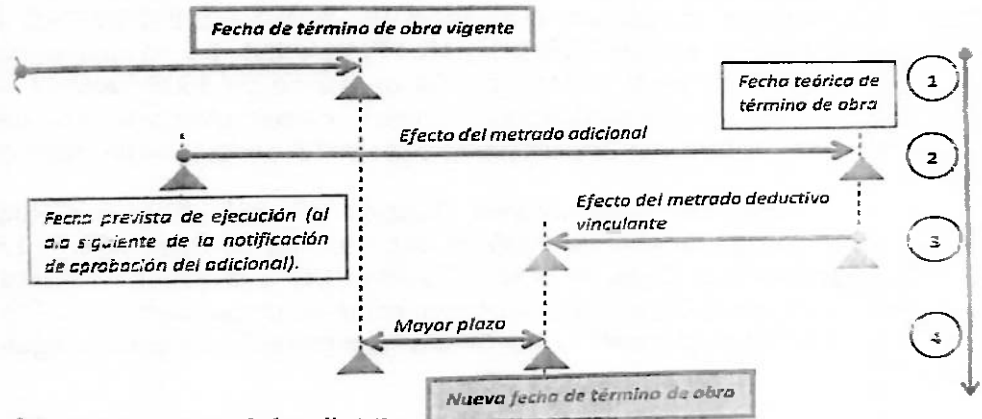 Fecha de término de obra vigente
Fecha teórica de
término de obra
1
Efecto del metrado adicional
2
Fecha prevista de ejecución (al
día siguiente de la notificación
de aprobación del adicional).
Efecto del metrado deductivo
vinculante
3
Mayor plazo
4
Nueva fecha de término de obra